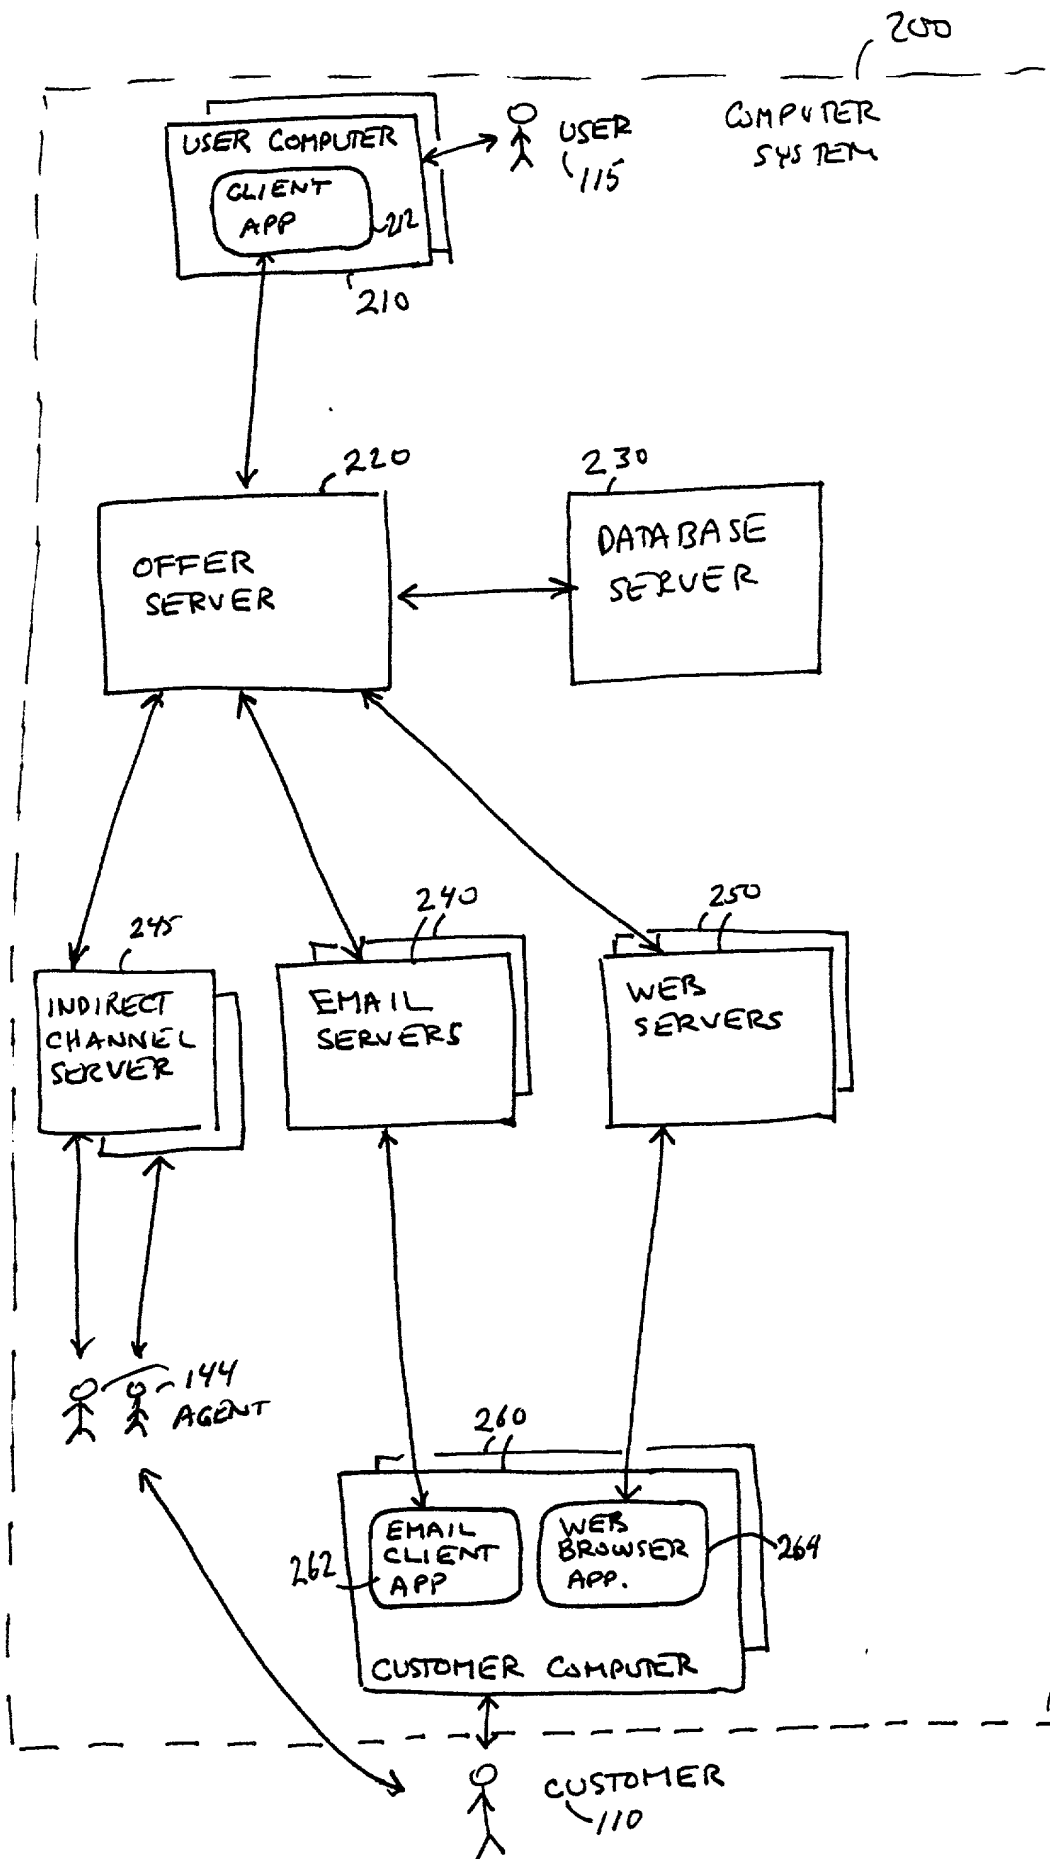 200
COMPUTER
SYSTEM
USER COMPUTER
CLIENT
APP
212
210
USER
115
220
OFFER
SERVER
230
DATABASE
SERVER
245
INDIRECT
CHANNEL
SERVER
240
EMAIL
SERVERS
250
WEB
SERVERS
144
AGENT
260
EMAIL
CLIENT
APP
262
WEB
BROWSER
APP.
264
CUSTOMER COMPUTER
CUSTOMER
110